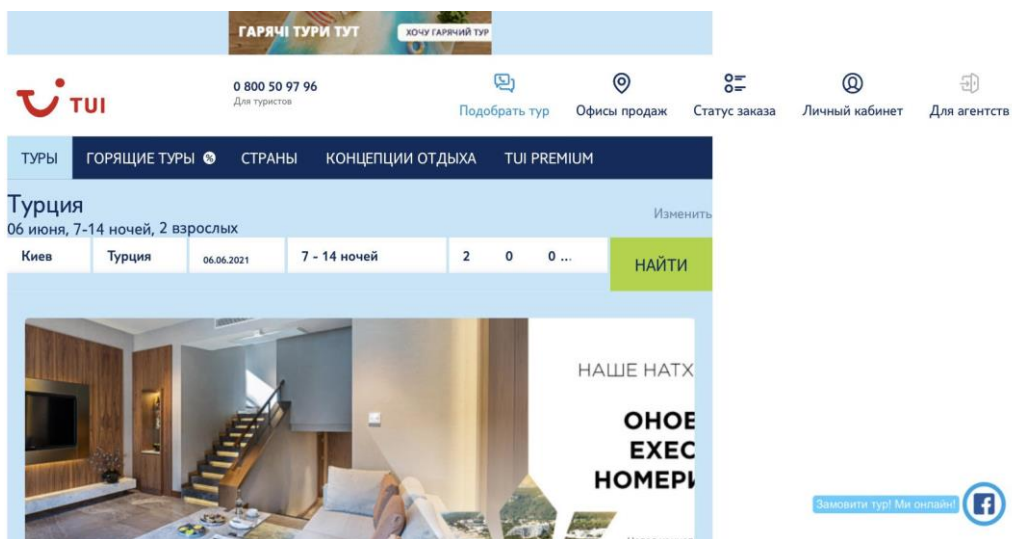 ГАРЯЧІ ТУРИ ТУТ
ХОЧУ ГАРЯЧИЙ ТУР
TUI
0 800 50 97 96
Для туристов
Подобрать тур
Офисы продаж
Статус заказа
Личный кабинет
Для агентств
ТУРЫ ГОРЯЩИЕ ТУРЫ % СТРАНЫ КОНЦЕПЦИИ ОТДЫХА TUI PREMIUM
Турция
06 июня, 7-14 ночей, 2 взрослых
Изменить
Киев Турция 06.06.2021 7 - 14 ночей 2 0 0 ...
НАЙТИ
НАШЕ НАТХ
ОНОВ
EXEC
НОМЕРИ
Замовити тур! Ми онлайн!